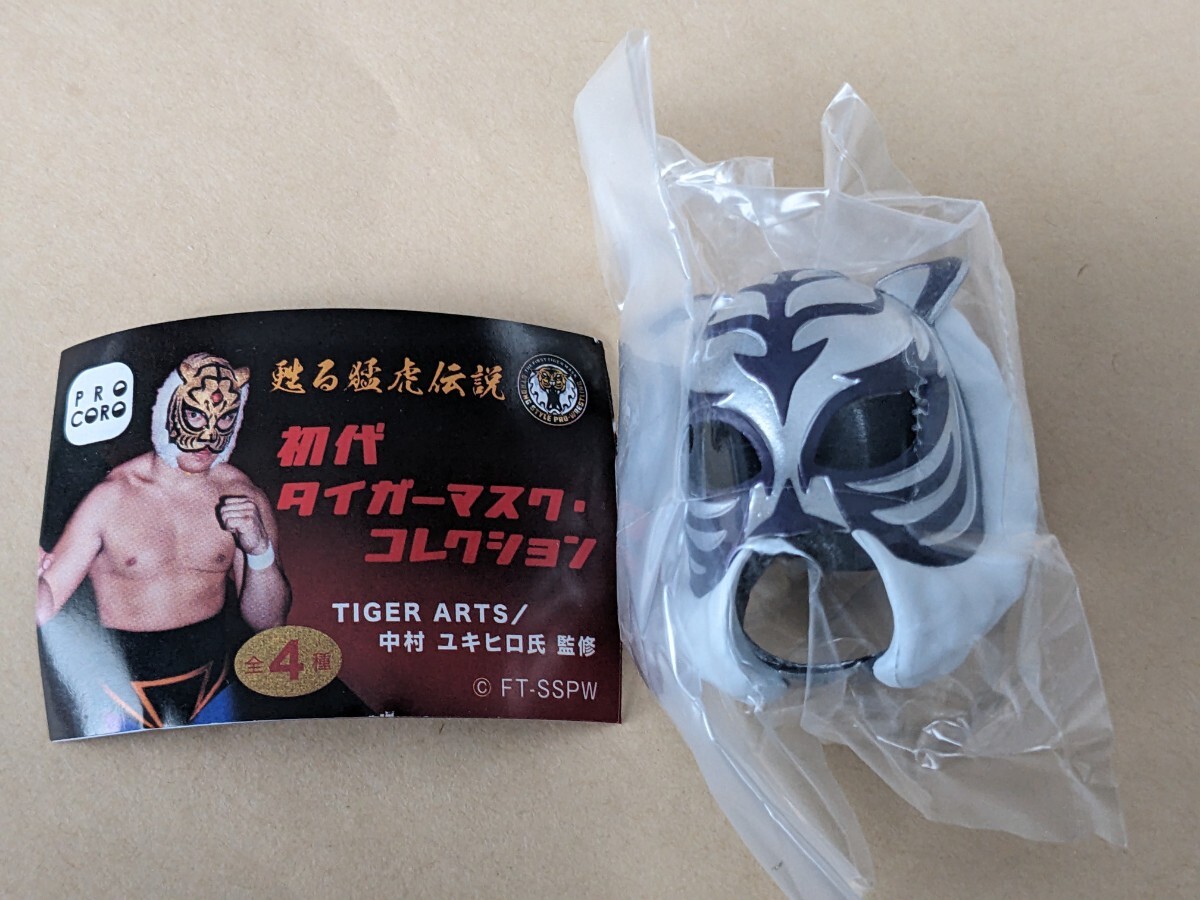 PRO
CORO
甦る猛虎伝説
初代
タイガーマスク・
コレクション
TIGER ARTS/
中村 ユキヒロ氏 監修
全4種
© FT-SSPW